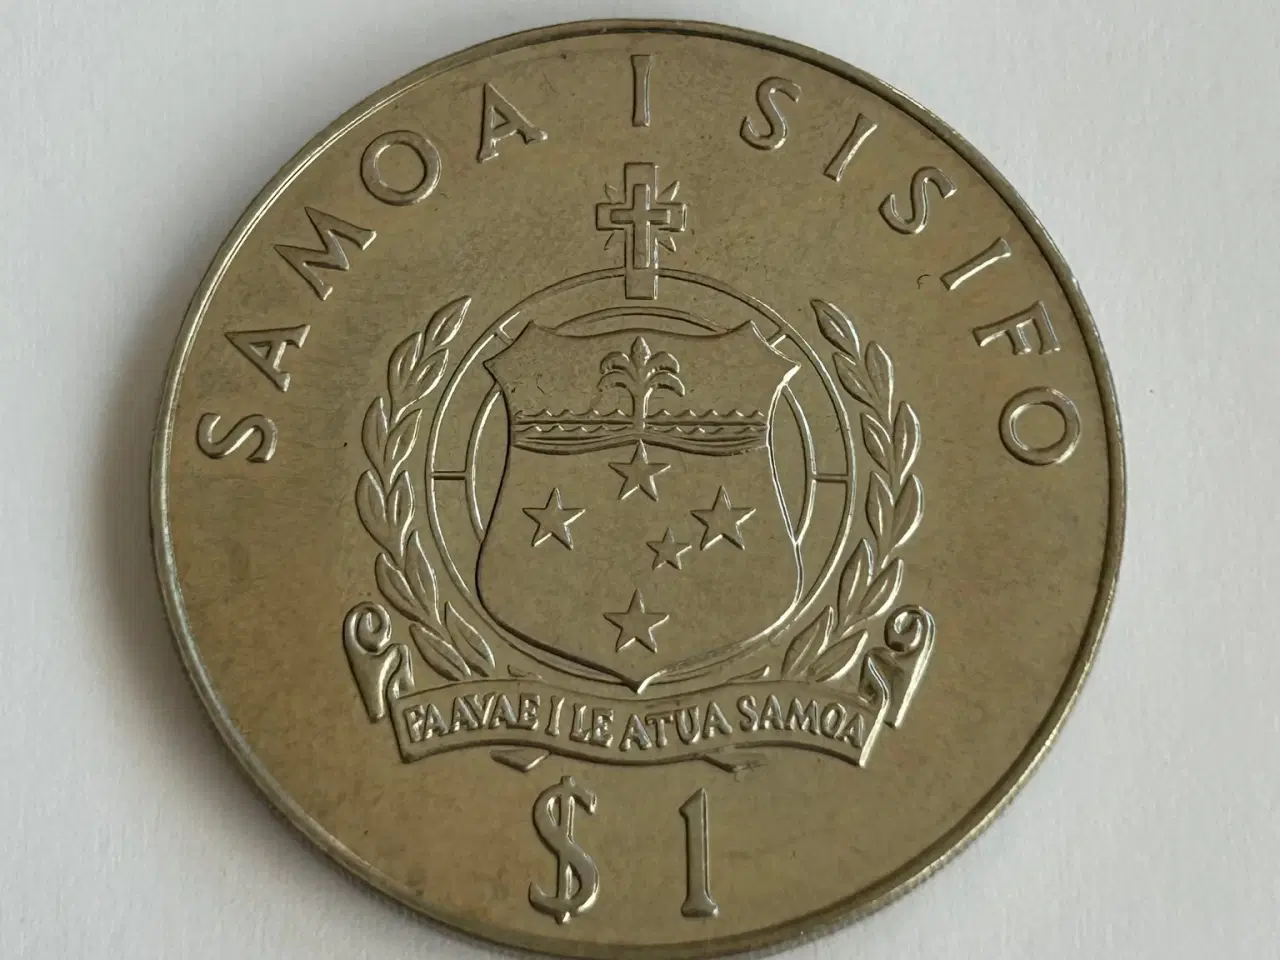 SAMOA I SISIFO
FAAVAE I LE ATUA SAMOA
$1